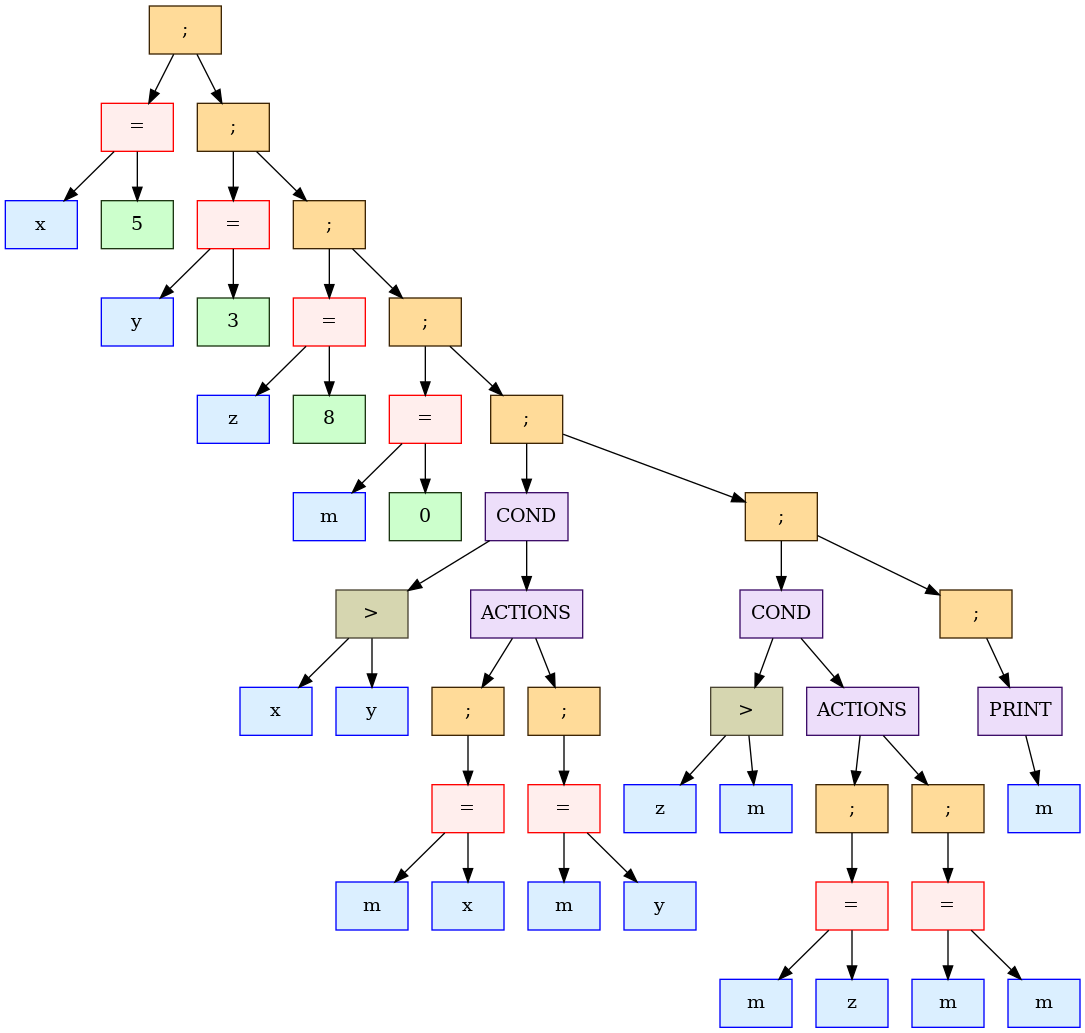 ;
= ;
x 5 = ;
y 3 = ;
z 8 = ;
m 0 COND ;
> ACTIONS COND ;
x y ; ; > ACTIONS PRINT
= = z m ; ; m
m x m y = =
m z m m